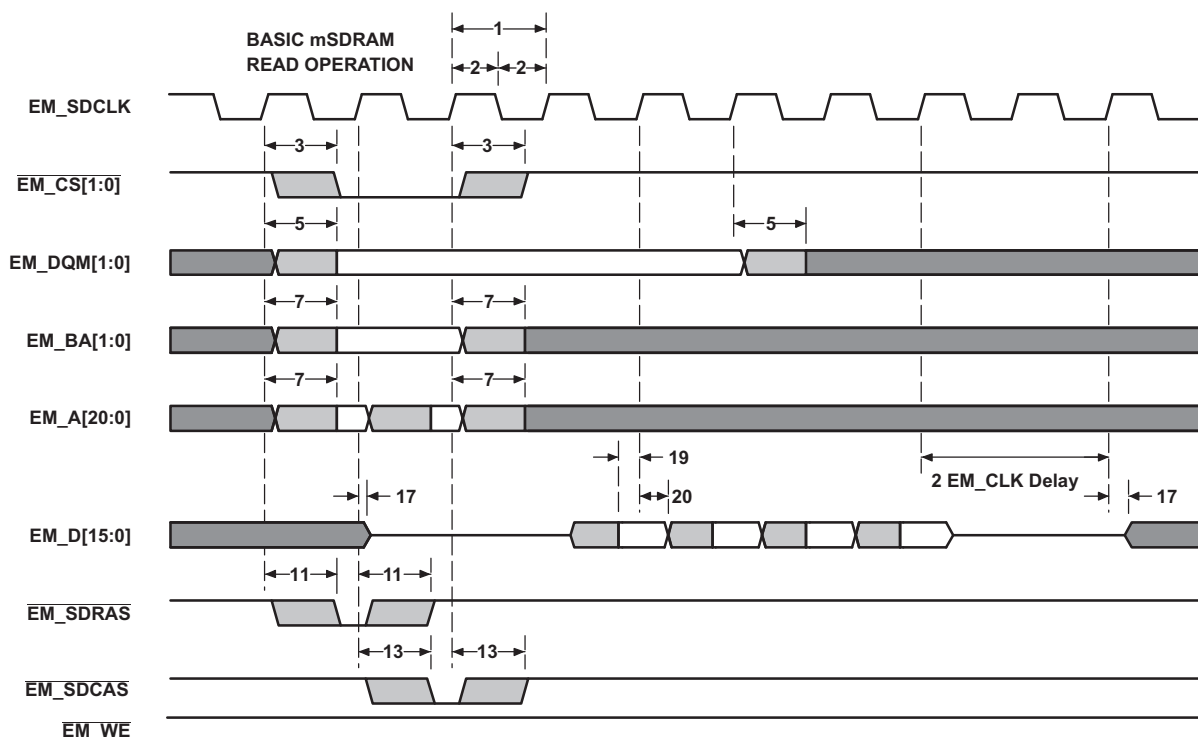 1
BASIC mSDRAM
READ OPERATION
2 2
EM_SDCLK
3 3
EM_CS[1:0]
5 5
EM_DQM[1:0]
7 7
EM_BA[1:0]
7 7
EM_A[20:0]
19
2 EM_CLK Delay
17 20 17
EM_D[15:0]
11 11
EM_SDRAS
13 13
EM_SDCAS
EM_WE